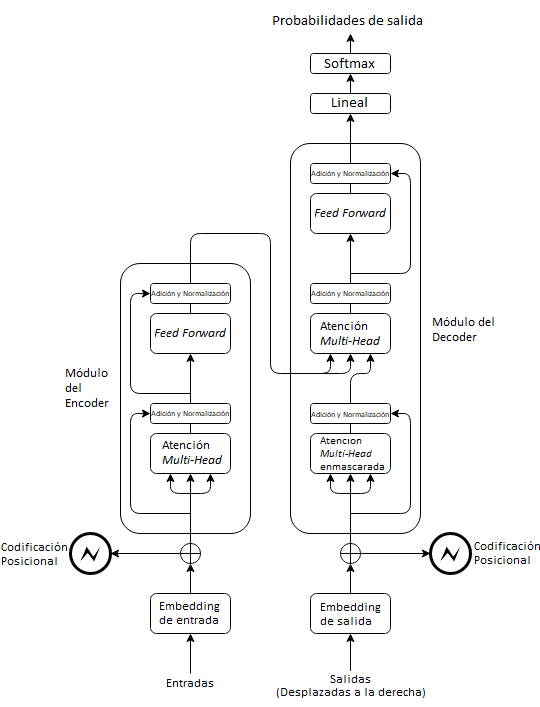 Probabilidades de salida
Softmax
Lineal
Adición y Normalización
Feed Forward
Adición y Normalización
Atención
Multi-Head
Adición y Normalización
Atención
Multi-Head
enmascarada
Módulo del
Decoder
Adición y Normalización
Feed Forward
Adición y Normalización
Atención
Multi-Head
Módulo
del
Encoder
Codificación
Posicional
Codificación
Posicional
Embedding
de entrada
Embedding
de salida
Entradas
Salidas
(Desplazadas a la derecha)